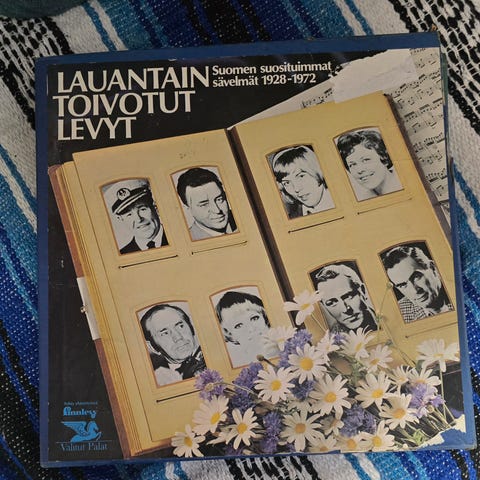 LAUANTAIN
TOIVOTUT
LEVYT
Suomen suosituimmat
sävelmät 1928-1972
finnlevy
Valitut Palat